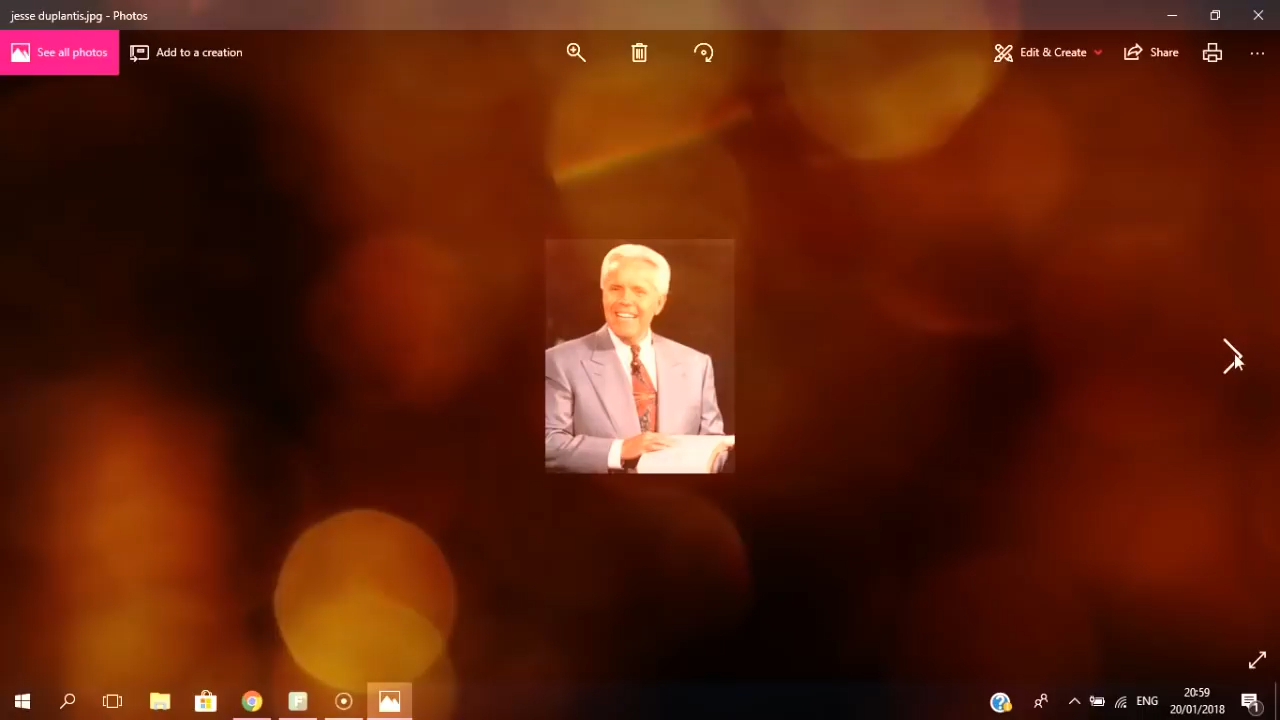 jesse duplantis.jpg - Photos
See all photos
Add to a creation
Edit & Create
Share
ENG
20:59
20/01/2018
1